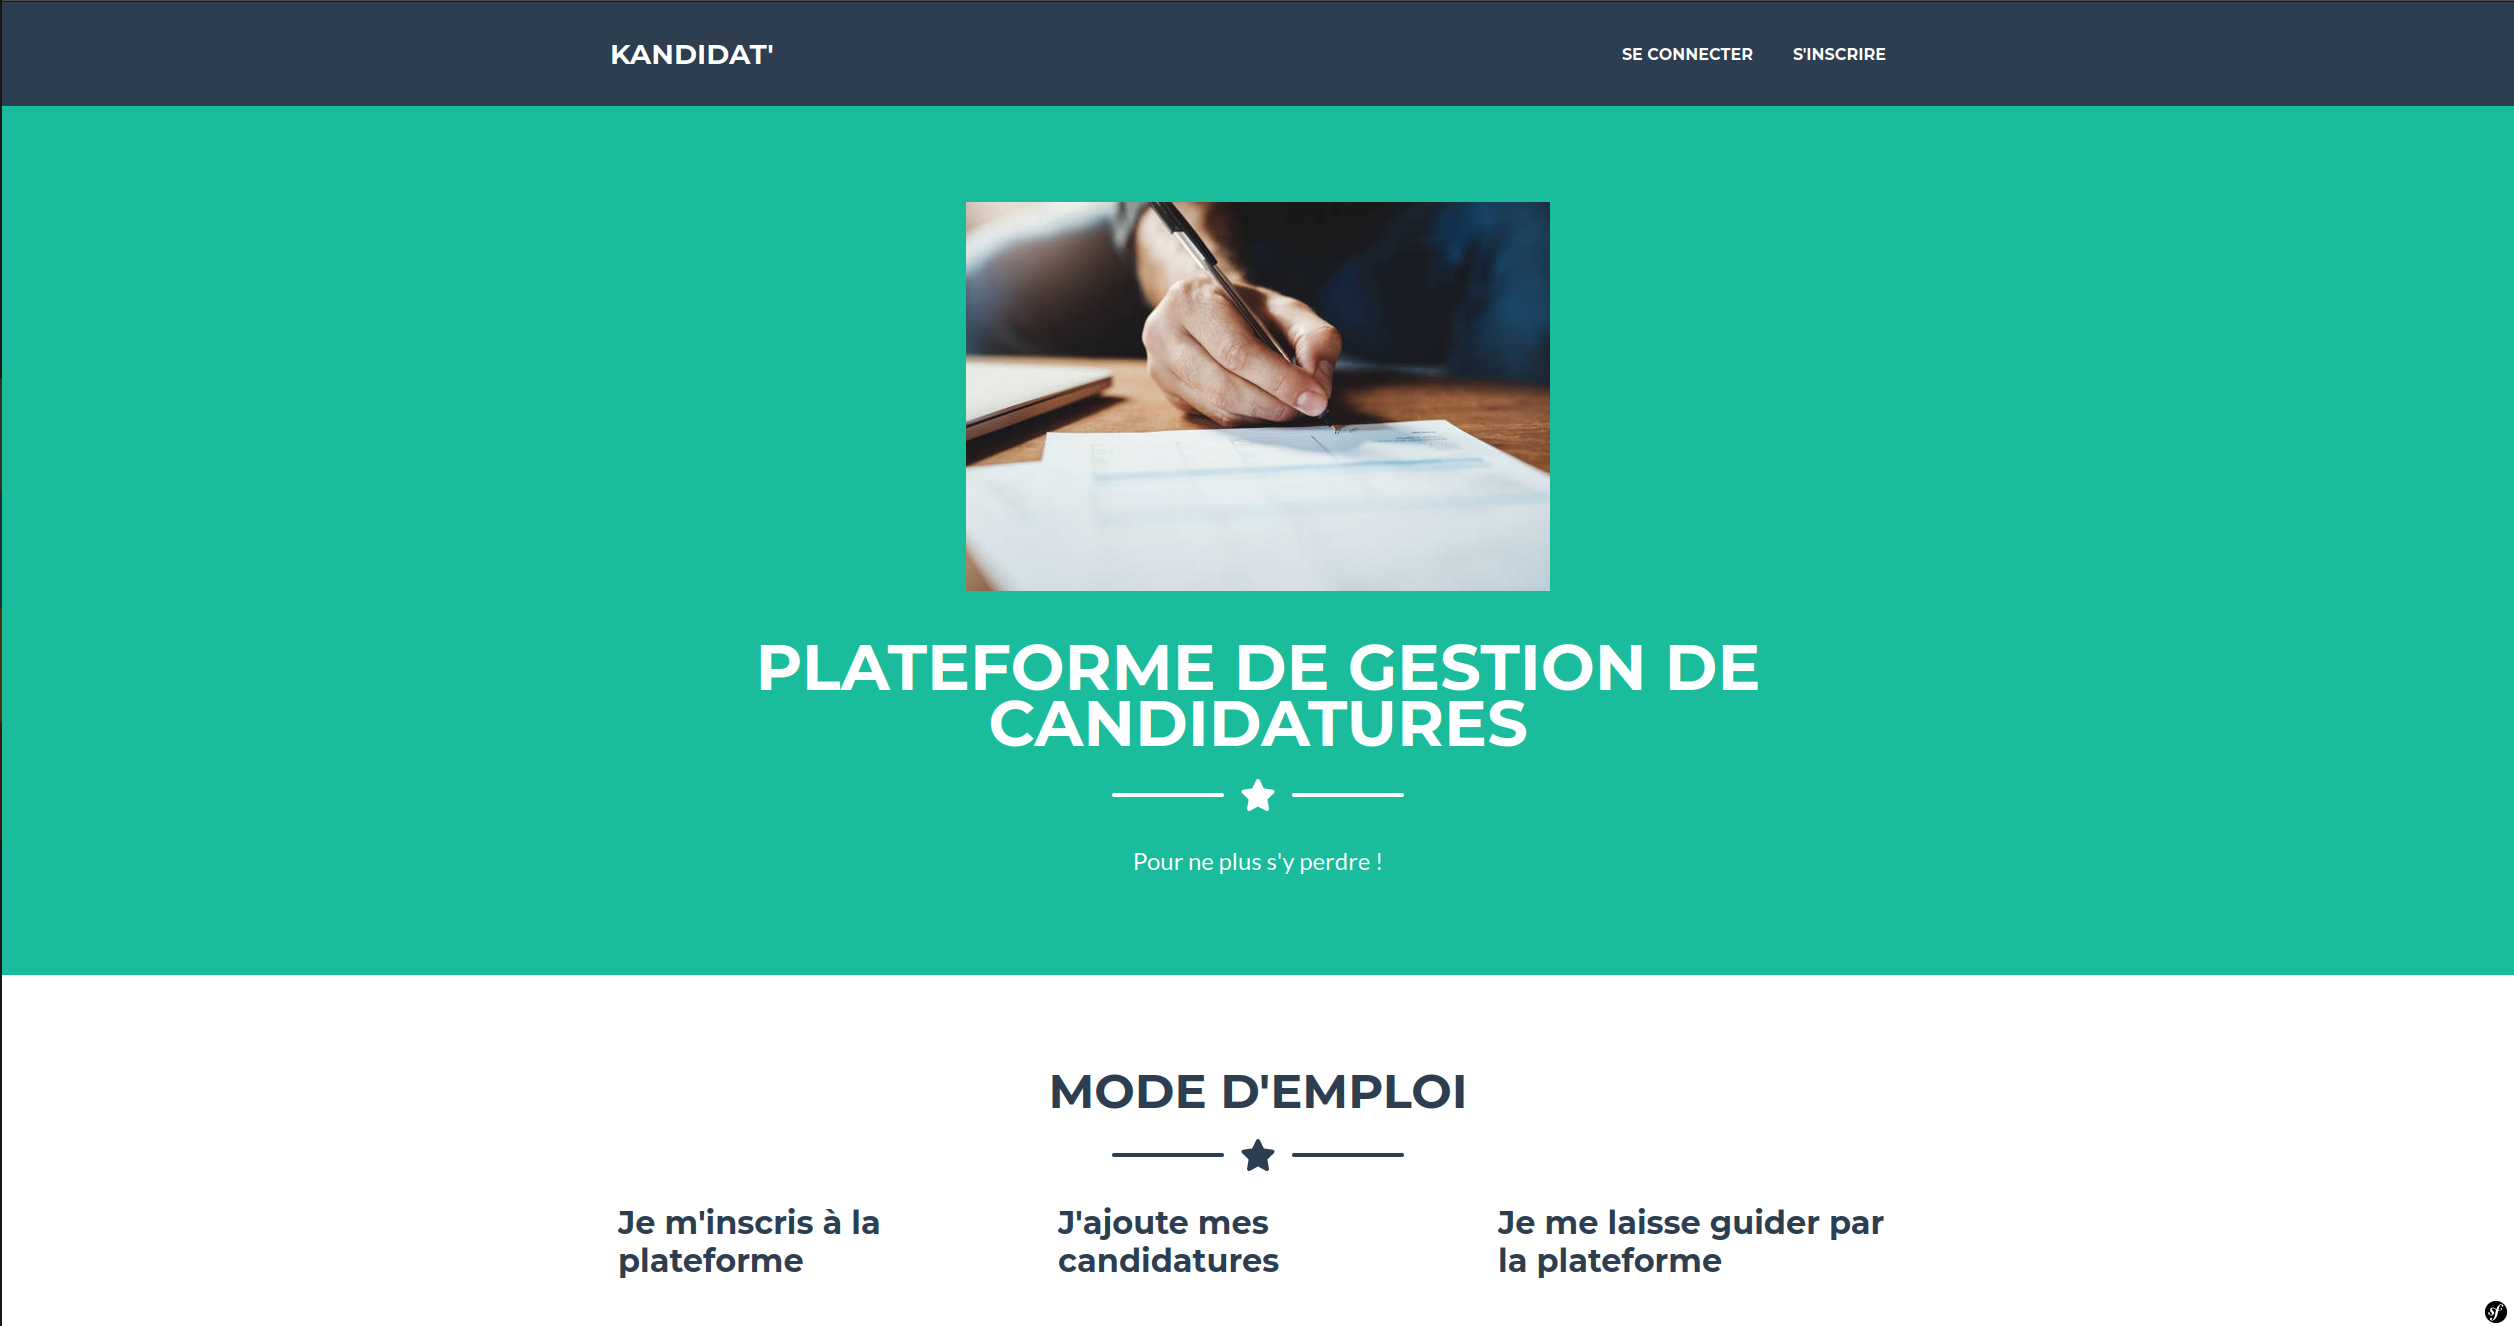 KANDIDAT'
SE CONNECTER
S'INSCRIRE
PLATEFORME DE GESTION DE
CANDIDATURES
Pour ne plus s'y perdre !
MODE D'EMPLOI
Je m'inscris à la
plateforme
J'ajoute mes
candidatures
Je me laisse guider par
la plateforme
sf